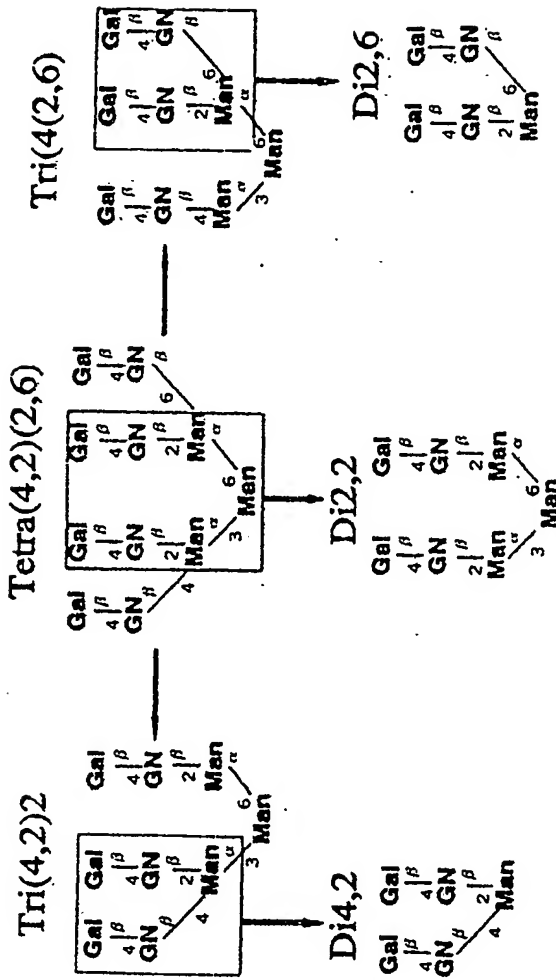 Tri(4,2)2
Gal Gal Gal
4 β 4 β 4 β
GN GN GN
β 2 β 2 β
4 Man Man
α α
3 6
Man
Tetra(4,2)(2,6)
Gal Gal Gal Gal
4 β 4 β 4 β 4 β
GN GN GN GN
β 2 β 2 β β
4 Man Man 6
α α
3 6
Man
Tri(4(2,6)
Gal Gal Gal
4 β 4 β 4 β
GN GN GN
4 β 2 β β
Man Man 6
α α
3 6
Man
Di4,2
Gal Gal
4 β 4 β
GN GN
β 2 β
4 Man
Di2,2
Gal Gal
4 β 4 β
GN GN
2 β 2 β
Man Man
α α
3 6
Man
Di2,6
Gal Gal
4 β 4 β
GN GN
2 β β
Man 6